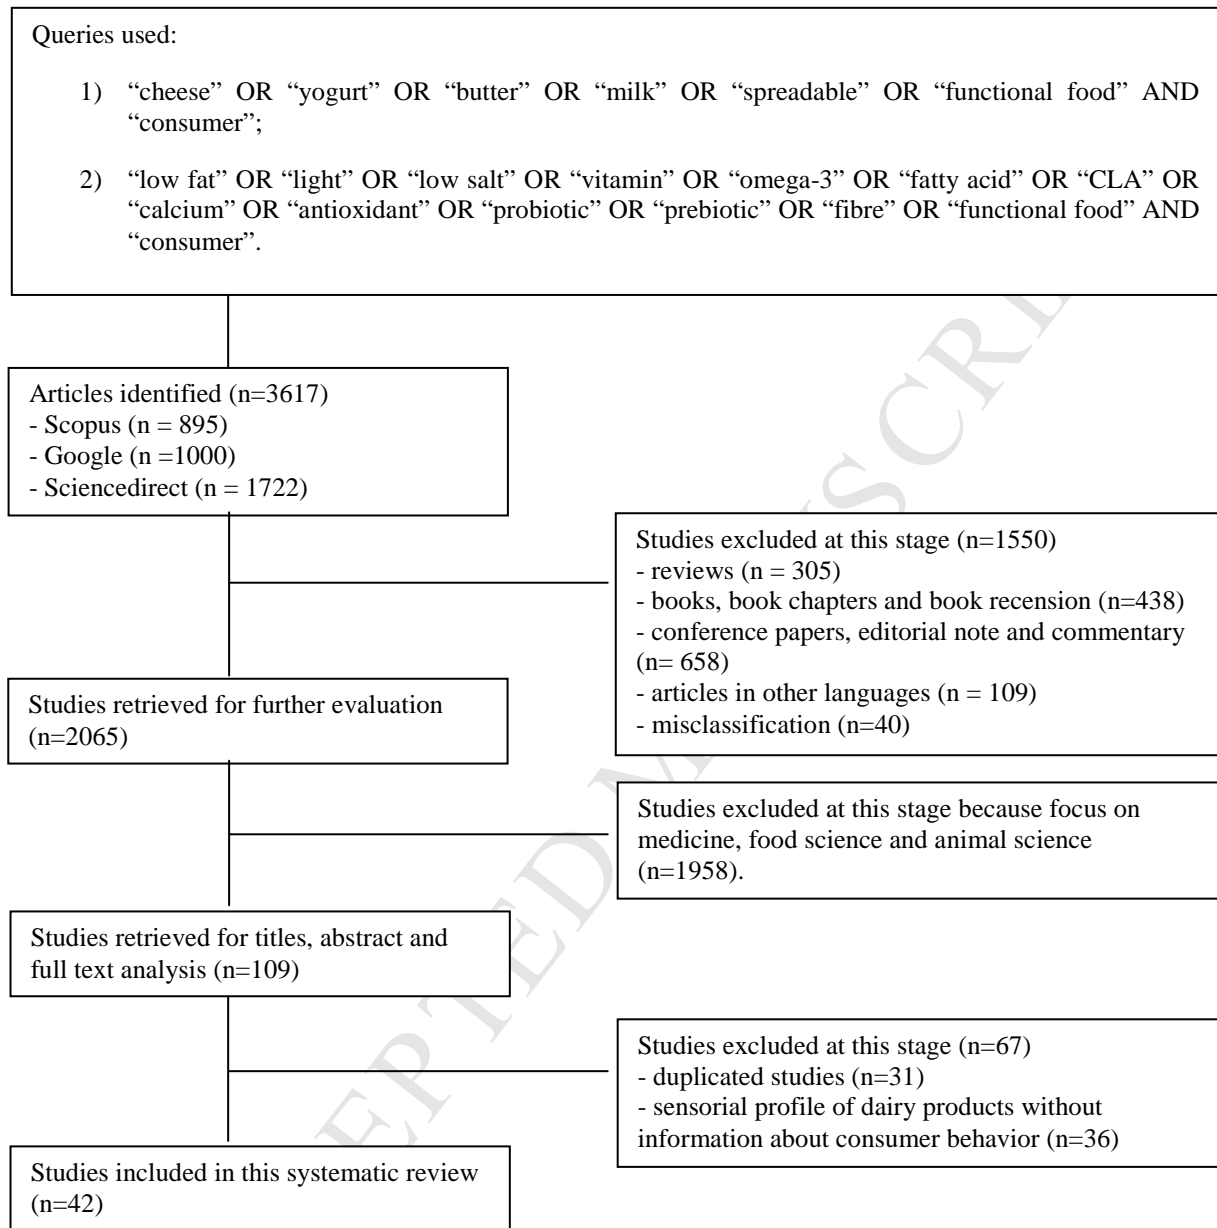 Queries used:
1) “cheese” OR “yogurt” OR “butter” OR “milk” OR “spreadable” OR “functional food” AND
“consumer”;
2) “low fat” OR “light” OR “low salt” OR “vitamin” OR “omega-3” OR “fatty acid” OR “CLA” OR
“calcium” OR “antioxidant” OR “probiotic” OR “prebiotic” OR “fibre” OR “functional food” AND
“consumer”.
Articles identified (n=3617)
- Scopus (n = 895)
- Google (n =1000)
- Sciencedirect (n = 1722)
Studies excluded at this stage (n=1550)
- reviews (n = 305)
- books, book chapters and book recension (n=438)
- conference papers, editorial note and commentary
(n= 658)
- articles in other languages (n = 109)
- misclassification (n=40)
Studies retrieved for further evaluation
(n=2065)
Studies excluded at this stage because focus on
medicine, food science and animal science
(n=1958).
Studies retrieved for titles, abstract and
full text analysis (n=109)
Studies excluded at this stage (n=67)
- duplicated studies (n=31)
- sensorial profile of dairy products without
information about consumer behavior (n=36)
Studies included in this systematic review
(n=42)